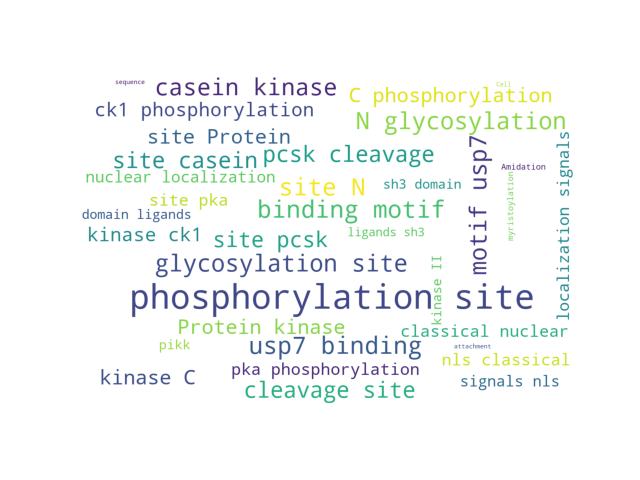 sequence
casein kinase
Cell
C phosphorylation
ck1 phosphorylation
N glycosylation
site Protein
motif usp7
localization signals
pcsk cleavage
site casein
Amidation
nuclear localization
site N
sh3 domain
myristoylation
site pka
binding motif
domain ligands
kinase ck1
site pcsk
ligands sh3
glycosylation site
kinase II
phosphorylation site
Protein kinase
classical nuclear
pikk
usp7 binding
attachment
nls classical
kinase C
pka phosphorylation
signals nls
cleavage site